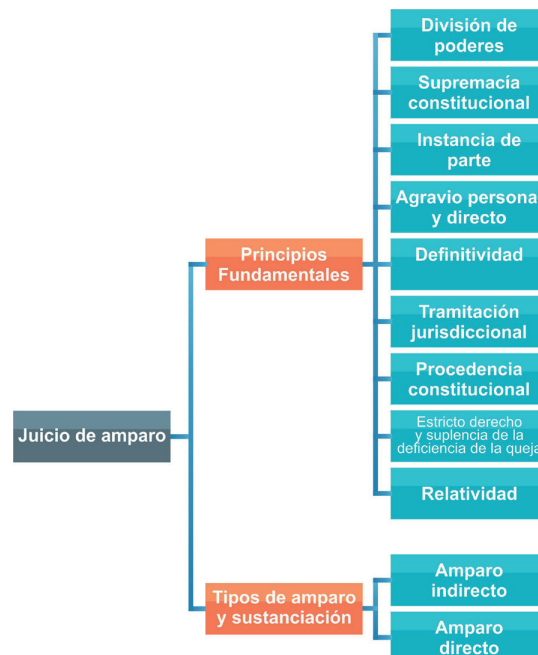 División de
poderes
Supremacía
constitucional
Instancia de
parte
Agravio personal
y directo
Principios
Fundamentales
Definitividad
Tramitación
jurisdiccional
Procedencia
constitucional
Juicio de amparo
Estricto derecho
y suplencia de la
deficiencia de la queja
Relatividad
Tipos de amparo
y sustanciación
Amparo
indirecto
Amparo
directo